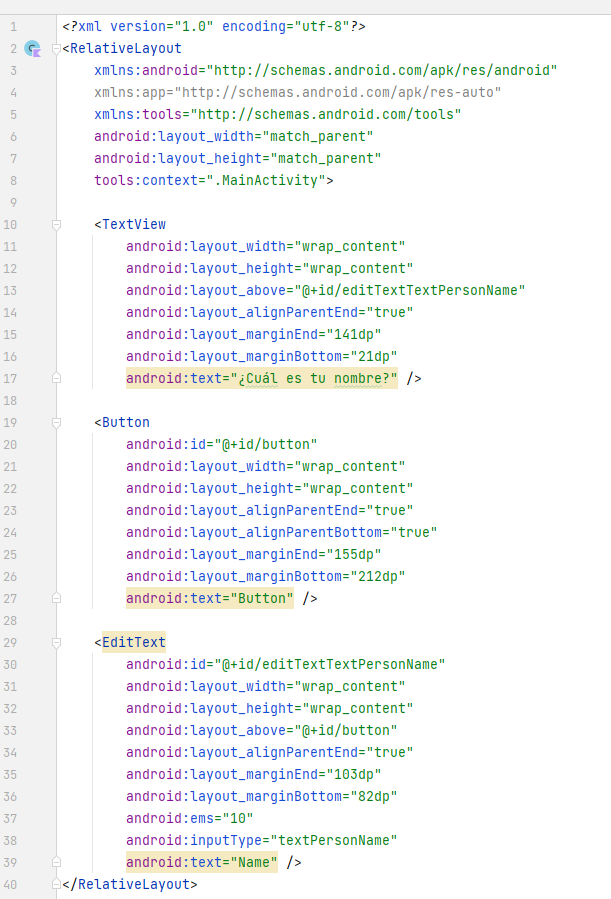 1 <?xml version="1.0" encoding="utf-8"?>
2 <RelativeLayout
3 xmlns:android="http://schemas.android.com/apk/res/android"
4 xmlns:app="http://schemas.android.com/apk/res-auto"
5 xmlns:tools="http://schemas.android.com/tools"
6 android:layout_width="match_parent"
7 android:layout_height="match_parent"
8 tools:context=".MainActivity">
9
10 <TextView
11 android:layout_width="wrap_content"
12 android:layout_height="wrap_content"
13 android:layout_above="@+id/editTextTextPersonName"
14 android:layout_alignParentEnd="true"
15 android:layout_marginEnd="141dp"
16 android:layout_marginBottom="21dp"
17 android:text="¿Cuál es tu nombre?" />
18
19 <Button
20 android:id="@+id/button"
21 android:layout_width="wrap_content"
22 android:layout_height="wrap_content"
23 android:layout_alignParentEnd="true"
24 android:layout_alignParentBottom="true"
25 android:layout_marginEnd="155dp"
26 android:layout_marginBottom="212dp"
27 android:text="Button" />
28
29 <EditText
30 android:id="@+id/editTextTextPersonName"
31 android:layout_width="wrap_content"
32 android:layout_height="wrap_content"
33 android:layout_above="@+id/button"
34 android:layout_alignParentEnd="true"
35 android:layout_marginEnd="103dp"
36 android:layout_marginBottom="82dp"
37 android:ems="10"
38 android:inputType="textPersonName"
39 android:text="Name" />
40 </RelativeLayout>